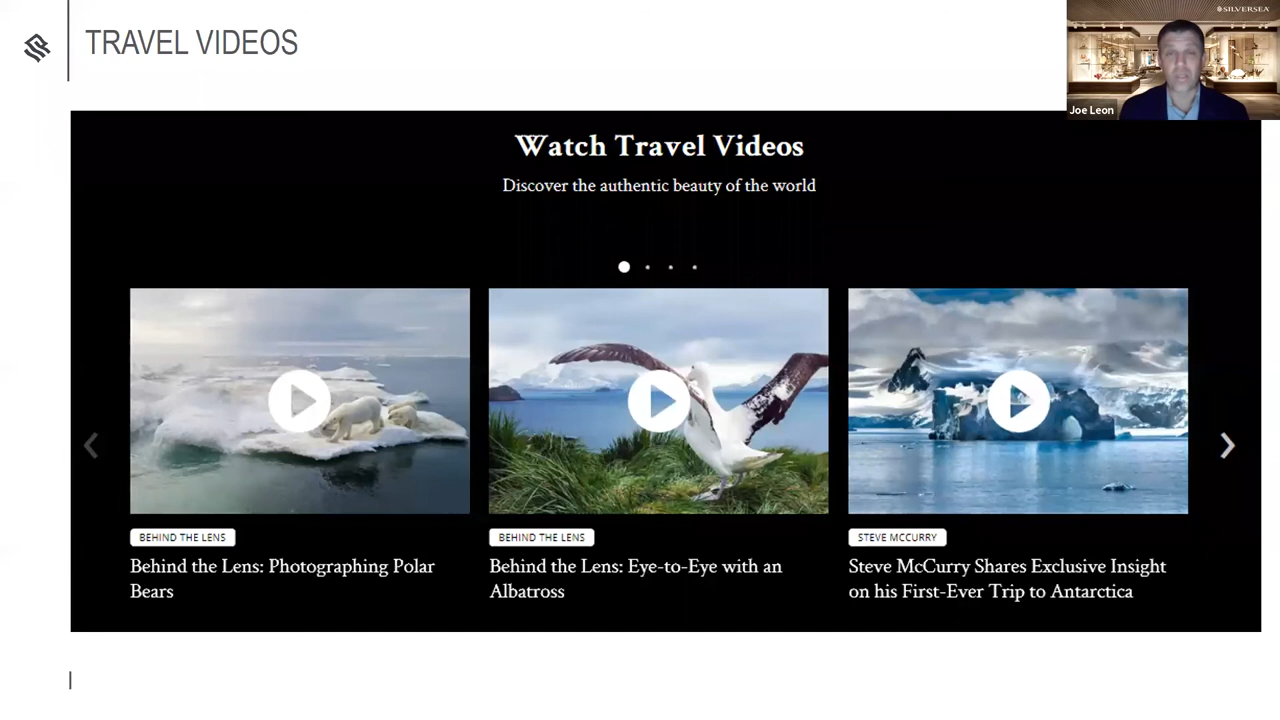 TRAVEL VIDEOS
SILVERSEA
Joe Leon
Watch Travel Videos
Discover the authentic beauty of the world
BEHIND THE LENS
Behind the Lens: Photographing Polar
Bears
BEHIND THE LENS
Behind the Lens: Eye-to-Eye with an
Albatross
STEVE MCCURRY
Steve McCurry Shares Exclusive Insight
on his First-Ever Trip to Antarctica